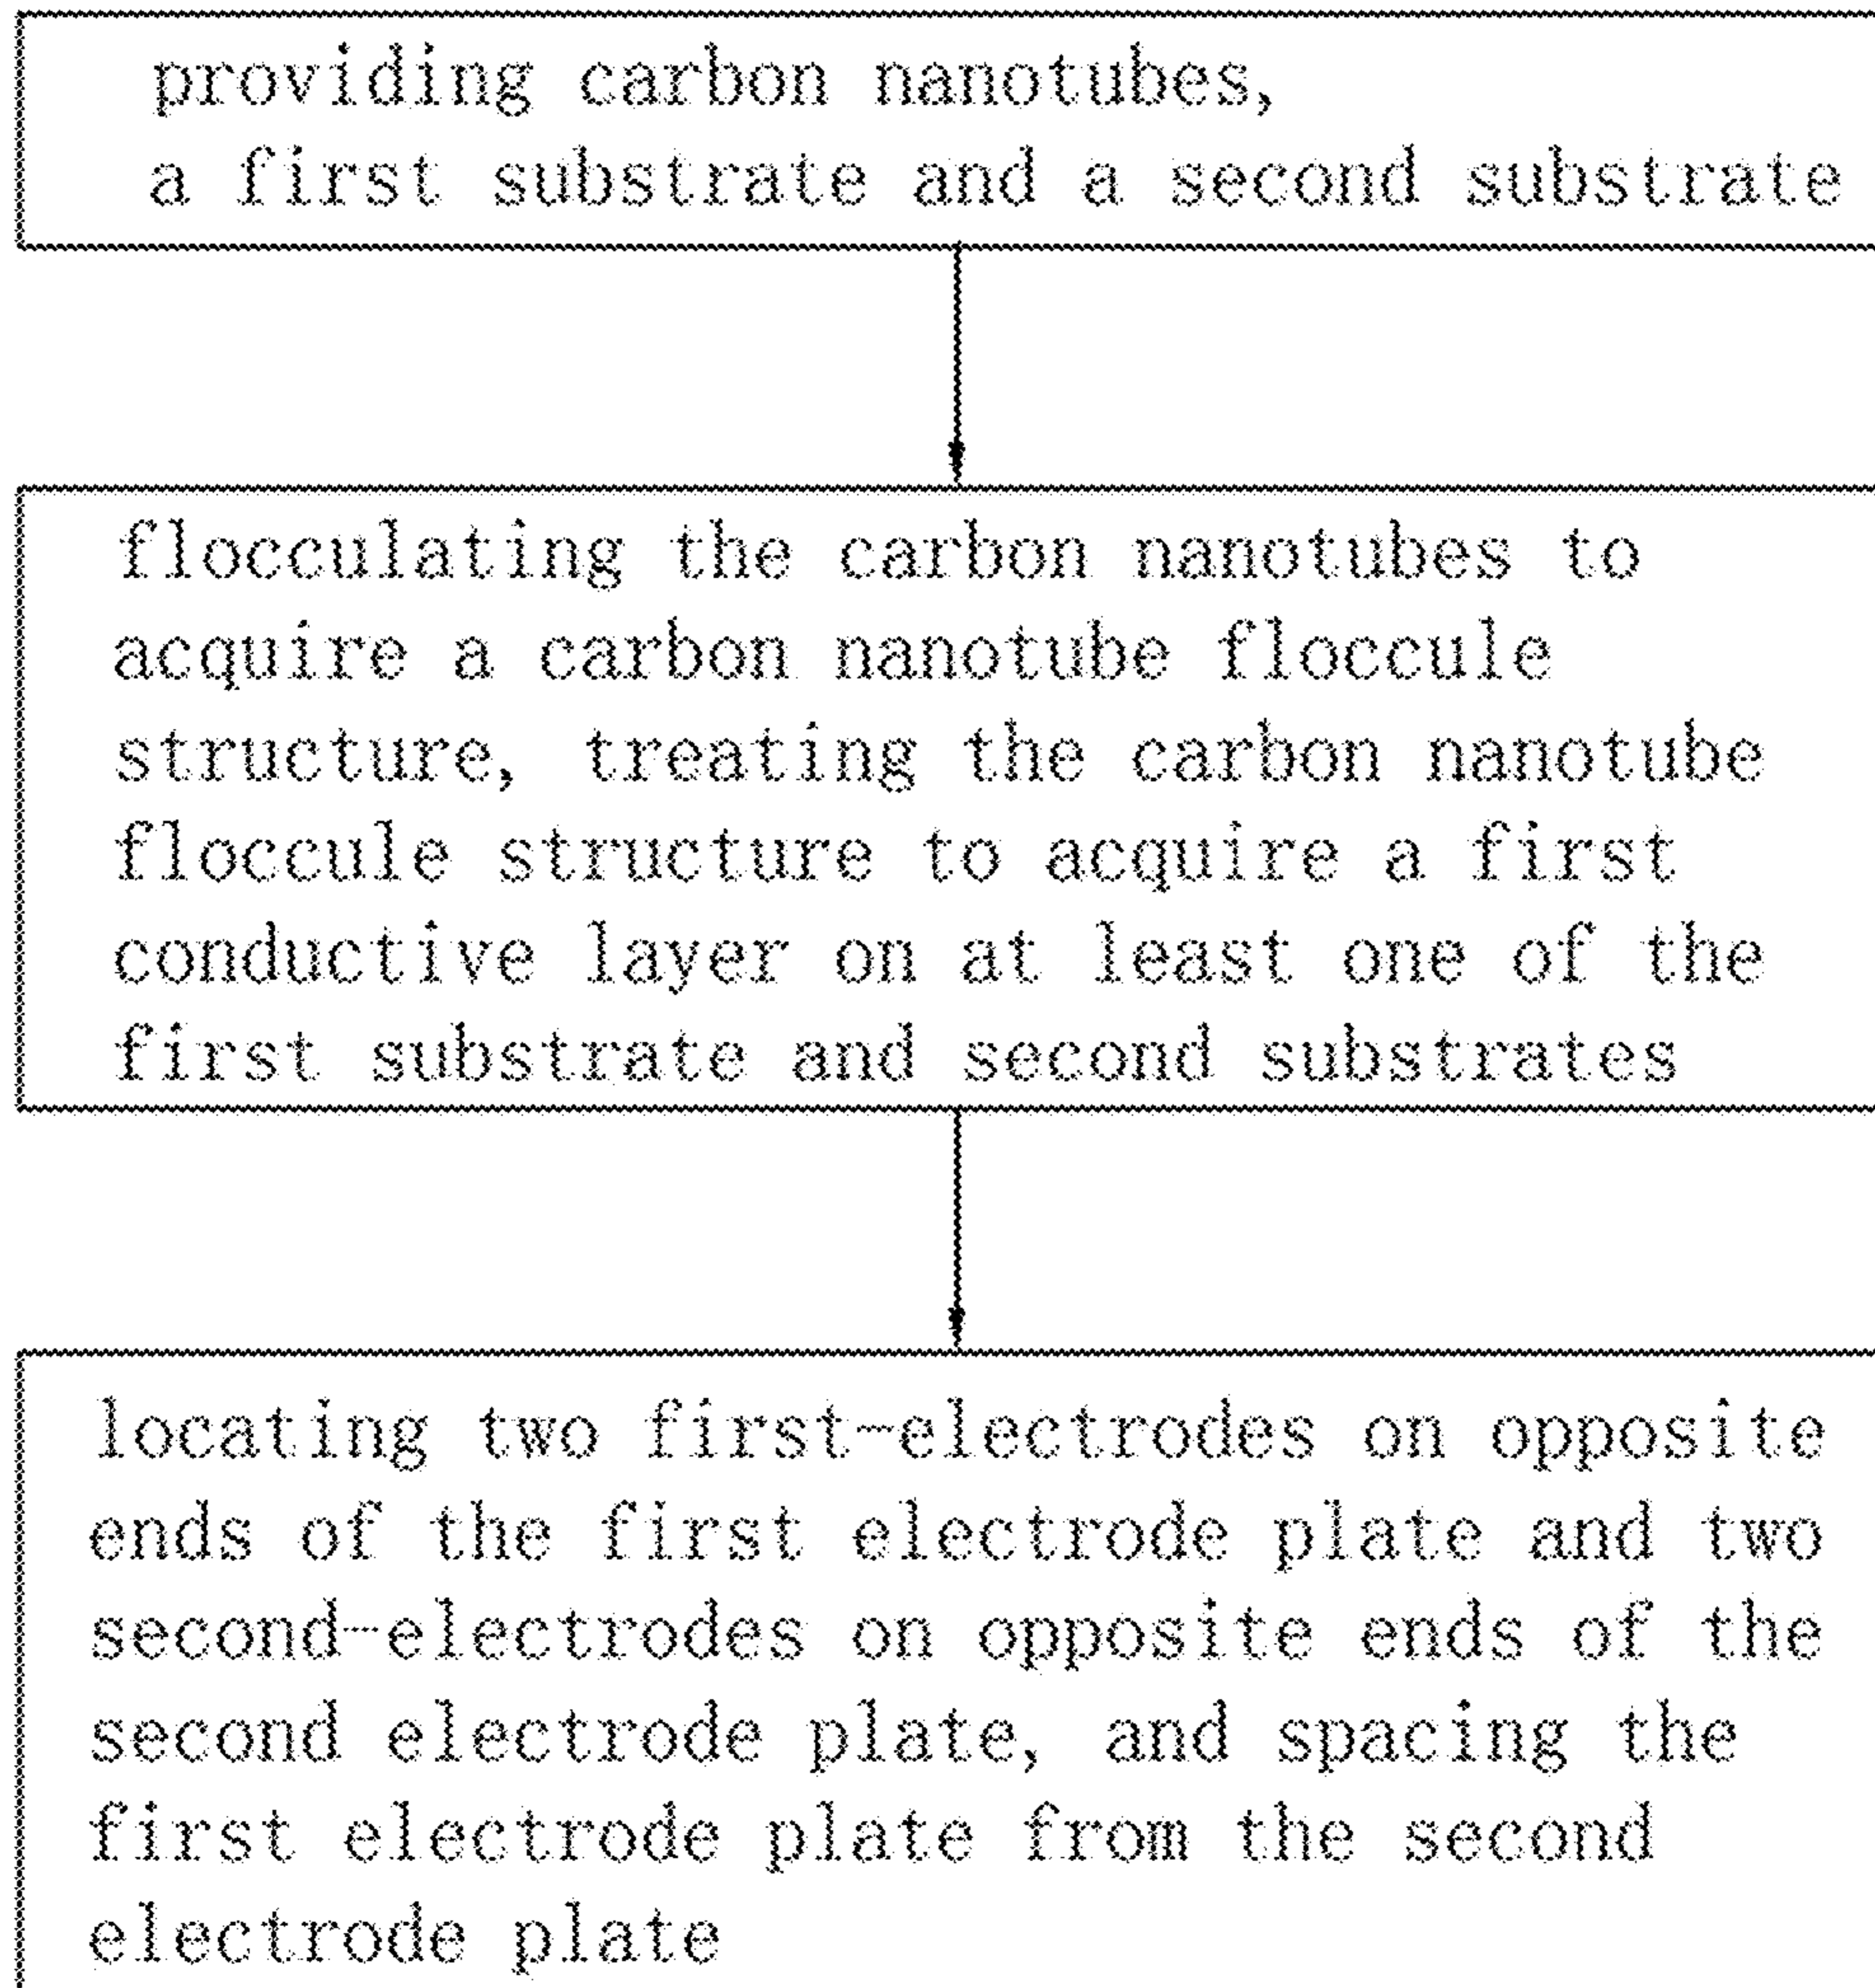 providing carbon nanotubes,
a first substrate and a second substrate
flocculating the carbon nanotubes to
acquire a carbon nanotube floccule
structure, treating the carbon nanotube
floccule structure to acquire a first
conductive layer on at least one of the
first substrate and second substrates
locating two first-electrodes on opposite
ends of the first electrode plate and two
second-electrodes on opposite ends of the
second electrode plate, and spacing the
first electrode plate from the second
electrode plate